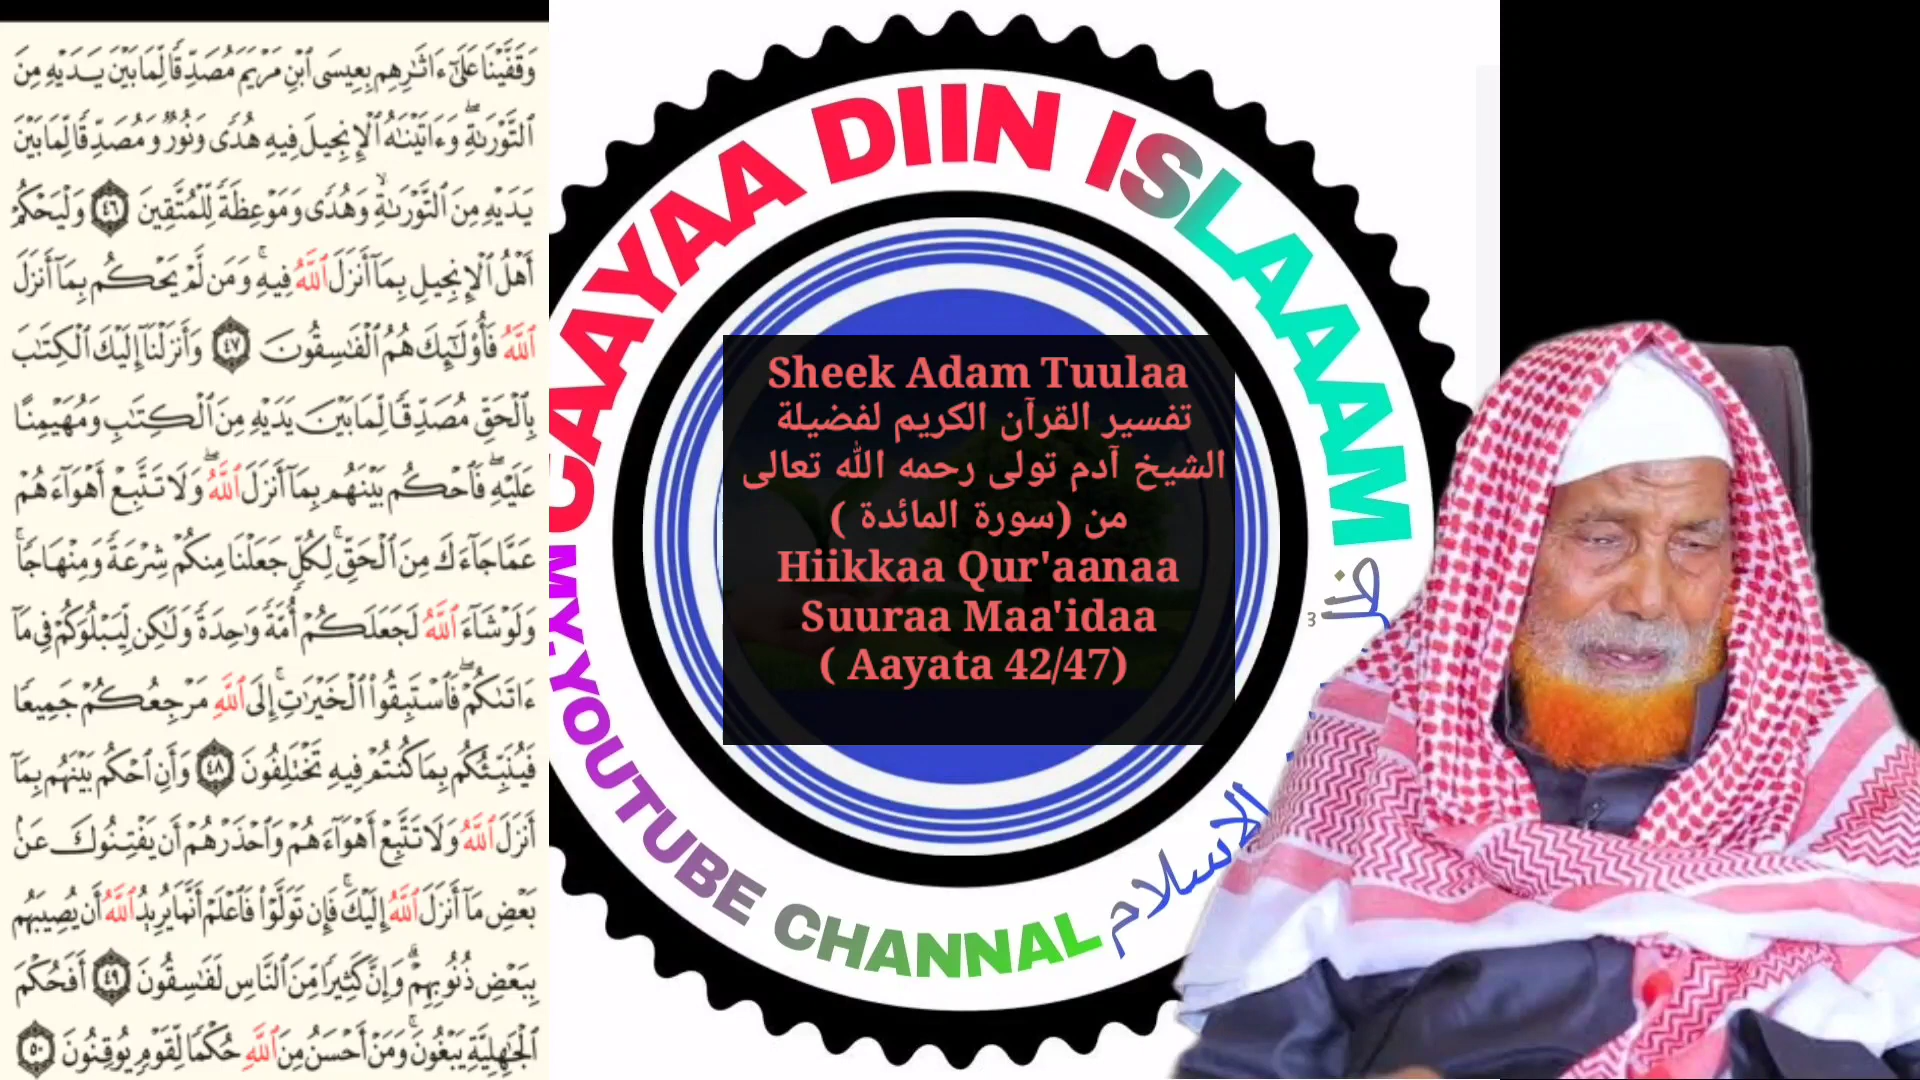 وَقَفَّيْنَا عَلَىٰٓ ءَاثَٰرِهِم بِعِيسَى ٱبْنِ مَرْيَمَ مُصَدِّقًا لِّمَا بَيْنَ يَدَيْهِ مِنَ
ٱلتَّوْرَىٰةِ ۖ وَءَاتَيْنَٰهُ ٱلْإِنجِيلَ فِيهِ هُدًى وَنُورٌ وَمُصَدِّقًا لِّمَا بَيْنَ
يَدَيْهِ مِنَ ٱلتَّوْرَىٰةِ وَهُدًى وَمَوْعِظَةً لِّلْمُتَّقِينَ ٤٦ وَلْيَحْكُمْ
أَهْلُ ٱلْإِنجِيلِ بِمَآ أَنزَلَ ٱللَّهُ فِيهِ ۚ وَمَن لَّمْ يَحْكُم بِمَآ أَنزَلَ
ٱللَّهُ فَأُو۟لَٰٓئِكَ هُمُ ٱلْفَٰسِقُونَ ٤٧ وَأَنزَلْنَآ إِلَيْكَ ٱلْكِتَٰبَ
بِٱلْحَقِّ مُصَدِّقًا لِّمَا بَيْنَ يَدَيْهِ مِنَ ٱلْكِتَٰبِ وَمُهَيْمِنًا
عَلَيْهِ ۖ فَٱحْكُم بَيْنَهُم بِمَآ أَنزَلَ ٱللَّهُ ۖ وَلَا تَتَّبِعْ أَهْوَآءَهُمْ
عَمَّا جَآءَكَ مِنَ ٱلْحَقِّ ۚ لِكُلٍّ جَعَلْنَا مِنكُمْ شِرْعَةً وَمِنْهَاجًا ۚ
وَلَوْ شَآءَ ٱللَّهُ لَجَعَلَكُمْ أُمَّةً وَٰحِدَةً وَلَٰكِن لِّيَبْلُوَكُمْ فِى مَآ
ءَاتَىٰكُمْ ۖ فَٱسْتَبِقُوا۟ ٱلْخَيْرَٰتِ ۚ إِلَى ٱللَّهِ مَرْجِعُكُمْ جَمِيعًا
فَيُنَبِّئُكُم بِمَا كُنتُمْ فِيهِ تَخْتَلِفُونَ ٤٨ وَأَنِ ٱحْكُم بَيْنَهُم بِمَآ
أَنزَلَ ٱللَّهُ وَلَا تَتَّبِعْ أَهْوَآءَهُمْ وَٱحْذَرْهُمْ أَن يَفْتِنُوكَ عَنۢ
بَعْضِ مَآ أَنزَلَ ٱللَّهُ إِلَيْكَ ۖ فَإِن تَوَلَّوْا۟ فَٱعْلَمْ أَنَّمَا يُرِيدُ ٱللَّهُ أَن يُصِيبَهُم
بِبَعْضِ ذُنُوبِهِمْ ۗ وَإِنَّ كَثِيرًا مِّنَ ٱلنَّاسِ لَفَٰسِقُونَ ٤٩ أَفَحُكْمَ
ٱلْجَٰهِلِيَّةِ يَبْغُونَ ۚ وَمَنْ أَحْسَنُ مِنَ ٱللَّهِ حُكْمًا لِّقَوْمٍ يُوقِنُونَ ٥٠
CAAYAA DIIN ISLAAAM
Sheek Adam Tuulaa
تفسير القرآن الكريم لفضيلة
الشيخ آدم تولى رحمه الله تعالى
من (سورة المائدة )
Hiikkaa Qur'aanaa
Suuraa Maa'idaa
( Aayata 42/47)
YOUTUBE CHANNAL
الاسلام